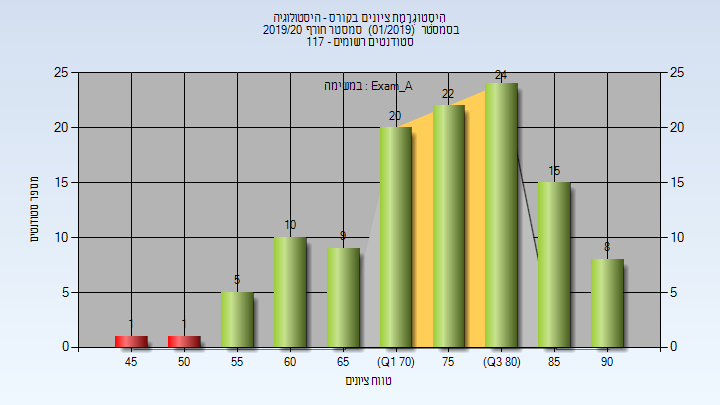 היסטוגרמת ציונים בקורס - היסטולוגיה
בסמסטר (01/2019) סמסטר חורף 2019/20
סטודנטים רשומים - 117
במשימה : Exam_A
25 25
20 20
15 15
10 10
5 5
0 0
1 1 5 10 9 20 22 24 15 8
45 50 55 60 65 (Q1 70) 75 (Q3 80) 85 90
מספר סטודנטים
טווח ציונים